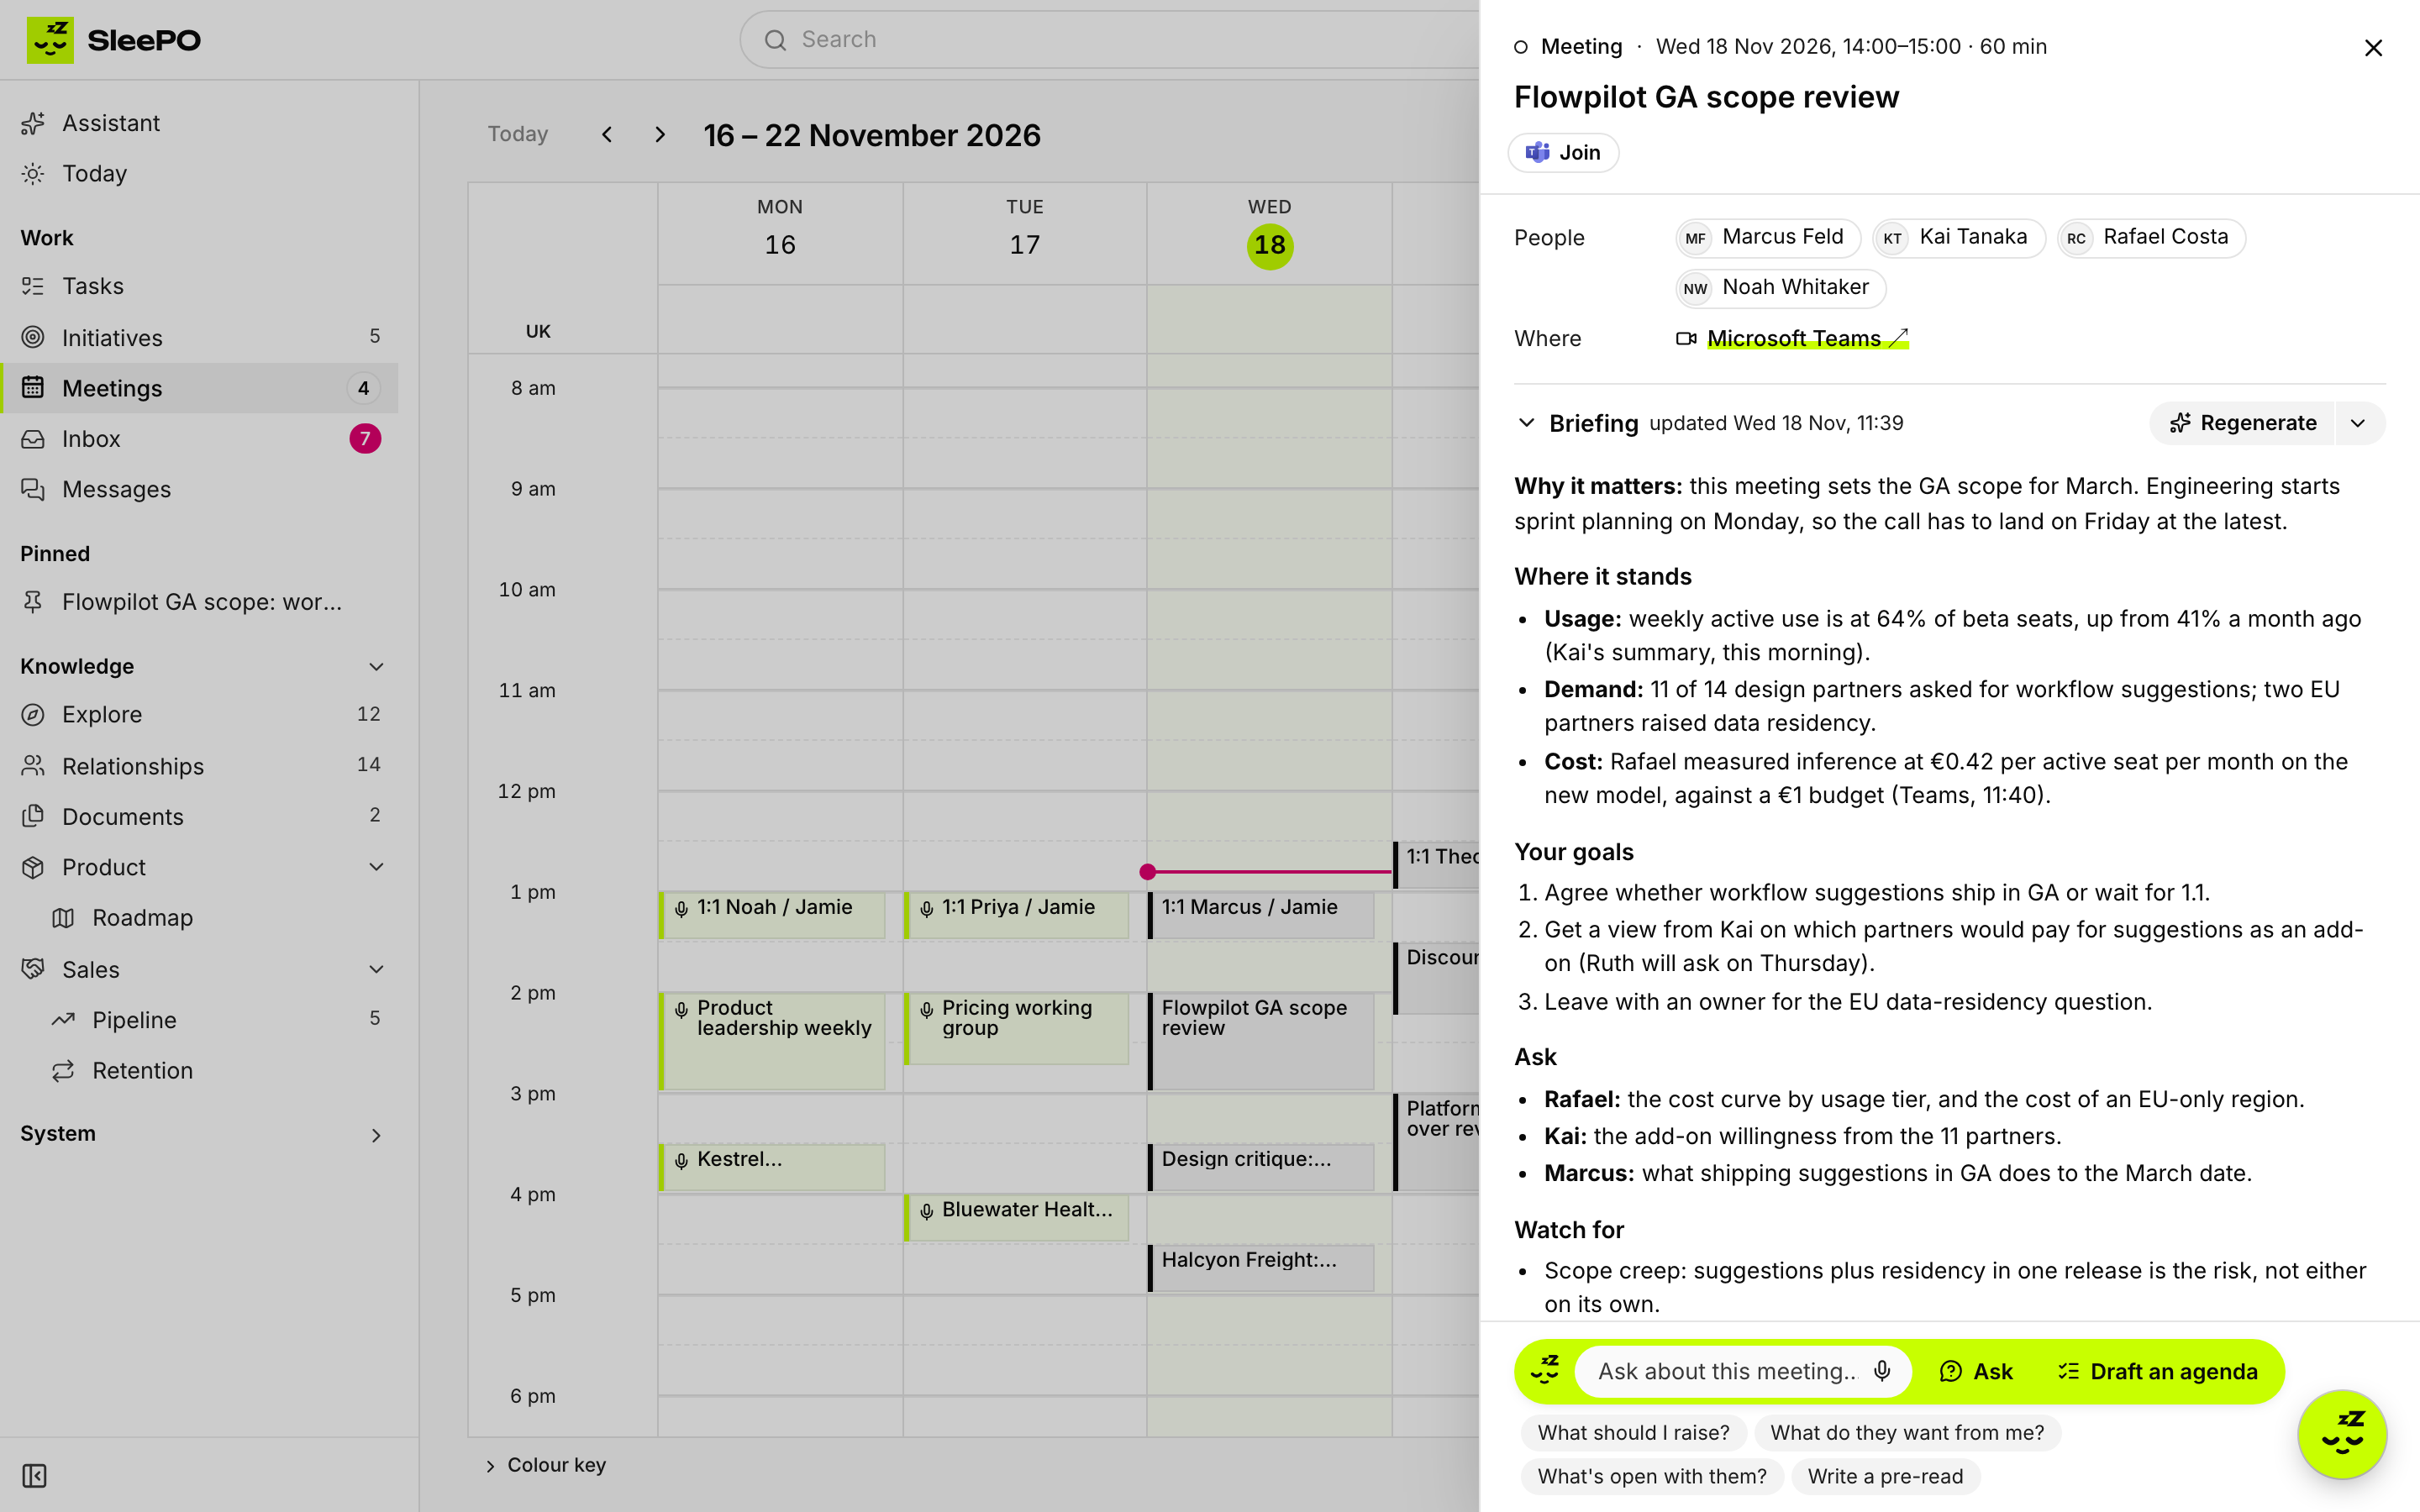 SleePO
Search
Assistant
Today
Work
Tasks
Initiatives 5
Meetings 4
Inbox 7
Messages
Pinned
Flowpilot GA scope: wor...
Knowledge
Explore 12
Relationships 14
Documents 2
Product
Roadmap
Sales
Pipeline 5
Retention
System
Today
16 – 22 November 2026
MON
16
TUE
17
WED
18
UK
8 am
9 am
10 am
11 am
12 pm
1 pm
2 pm
3 pm
4 pm
5 pm
6 pm
1:1 Noah / Jamie
Product
leadership weekly
Kestrel...
1:1 Priya / Jamie
Pricing working
group
Bluewater Healt...
1:1 Marcus / Jamie
Flowpilot GA scope
review
Design critique:...
Halcyon Freight:...
1:1
Colour key
Meeting · Wed 18 Nov 2026, 14:00–15:00 · 60 min
Flowpilot GA scope review
Join
People
MF Marcus Feld
KT Kai Tanaka
RC Rafael Costa
NW Noah Whitaker
Where
Microsoft Teams
Briefing updated Wed 18 Nov, 11:39
Regenerate
Why it matters: this meeting sets the GA scope for March. Engineering starts
sprint planning on Monday, so the call has to land on Friday at the latest.
Where it stands
• Usage: weekly active use is at 64% of beta seats, up from 41% a month ago
(Kai's summary, this morning).
• Demand: 11 of 14 design partners asked for workflow suggestions; two EU
partners raised data residency.
• Cost: Rafael measured inference at €0.42 per active seat per month on the
new model, against a €1 budget (Teams, 11:40).
Your goals
1. Agree whether workflow suggestions ship in GA or wait for 1.1.
2. Get a view from Kai on which partners would pay for suggestions as an add-
on (Ruth will ask on Thursday).
3. Leave with an owner for the EU data-residency question.
Ask
• Rafael: the cost curve by usage tier, and the cost of an EU-only region.
• Kai: the add-on willingness from the 11 partners.
• Marcus: what shipping suggestions in GA does to the March date.
Watch for
• Scope creep: suggestions plus residency in one release is the risk, not either
on its own.
Ask about this meeting...
Ask
Draft an agenda
What should I raise?
What do they want from me?
What's open with them?
Write a pre-read